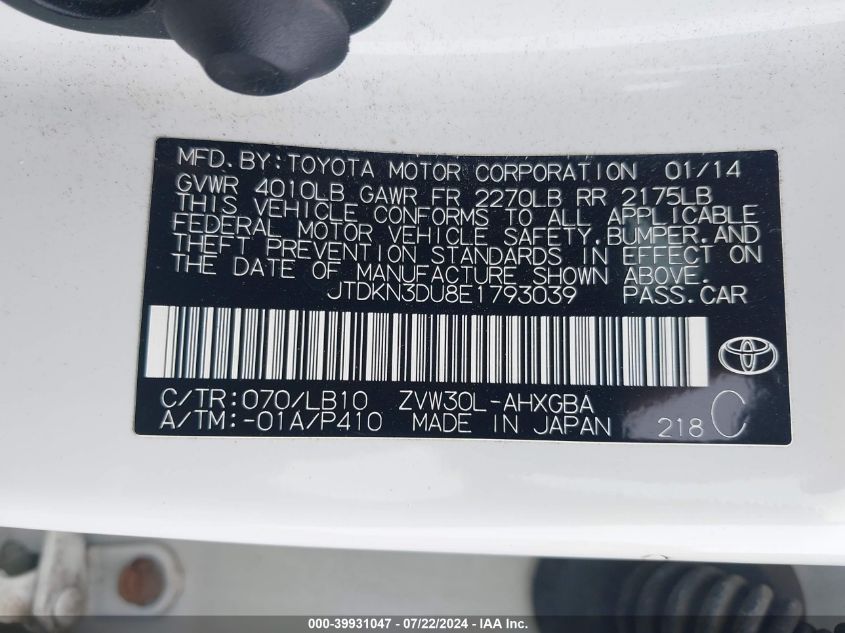 MFD.BY:TOYOTA MOTOR CORPORATION 01/14
GVWR 4010LB GAWR FR 2270LB RR 2175LB
THIS VEHICLE CONFORMS TO ALL APPLICABLE
FEDERAL MOTOR VEHICLE SAFETY,BUMPER,AND
THEFT PREVENTION STANDARDS IN EFFECT ON
THE DATE OF MANUFACTURE SHOWN ABOVE.
JTDKN3DU8E1793039 PASS.CAR
C/TR:070/LB10 ZVW30L-AHXGBA
A/TM:-01A/P410 MADE IN JAPAN 218 C
000-39931047 / 07/22/2024 - IAA Inc.